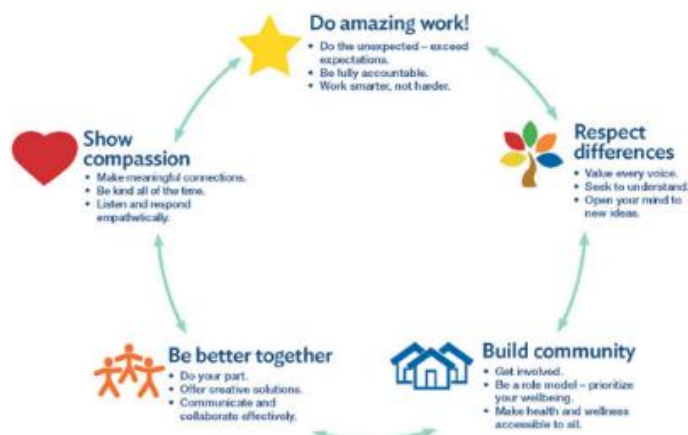 Do amazing work!
• Do the unexpected – exceed
expectations.
• Be fully accountable.
• Work smarter, not harder.
Respect
differences
• Value every voice.
• Seek to understand.
• Open your mind to
new ideas.
Build community
• Get involved.
• Be a role model – prioritize
your wellbeing.
• Make health and wellness
accessible to all.
Be better together
• Do your part.
• Offer creative solutions.
• Communicate and
collaborate effectively.
Show
compassion
• Make meaningful connections.
• Be kind all of the time.
• Listen and respond
empathetically.